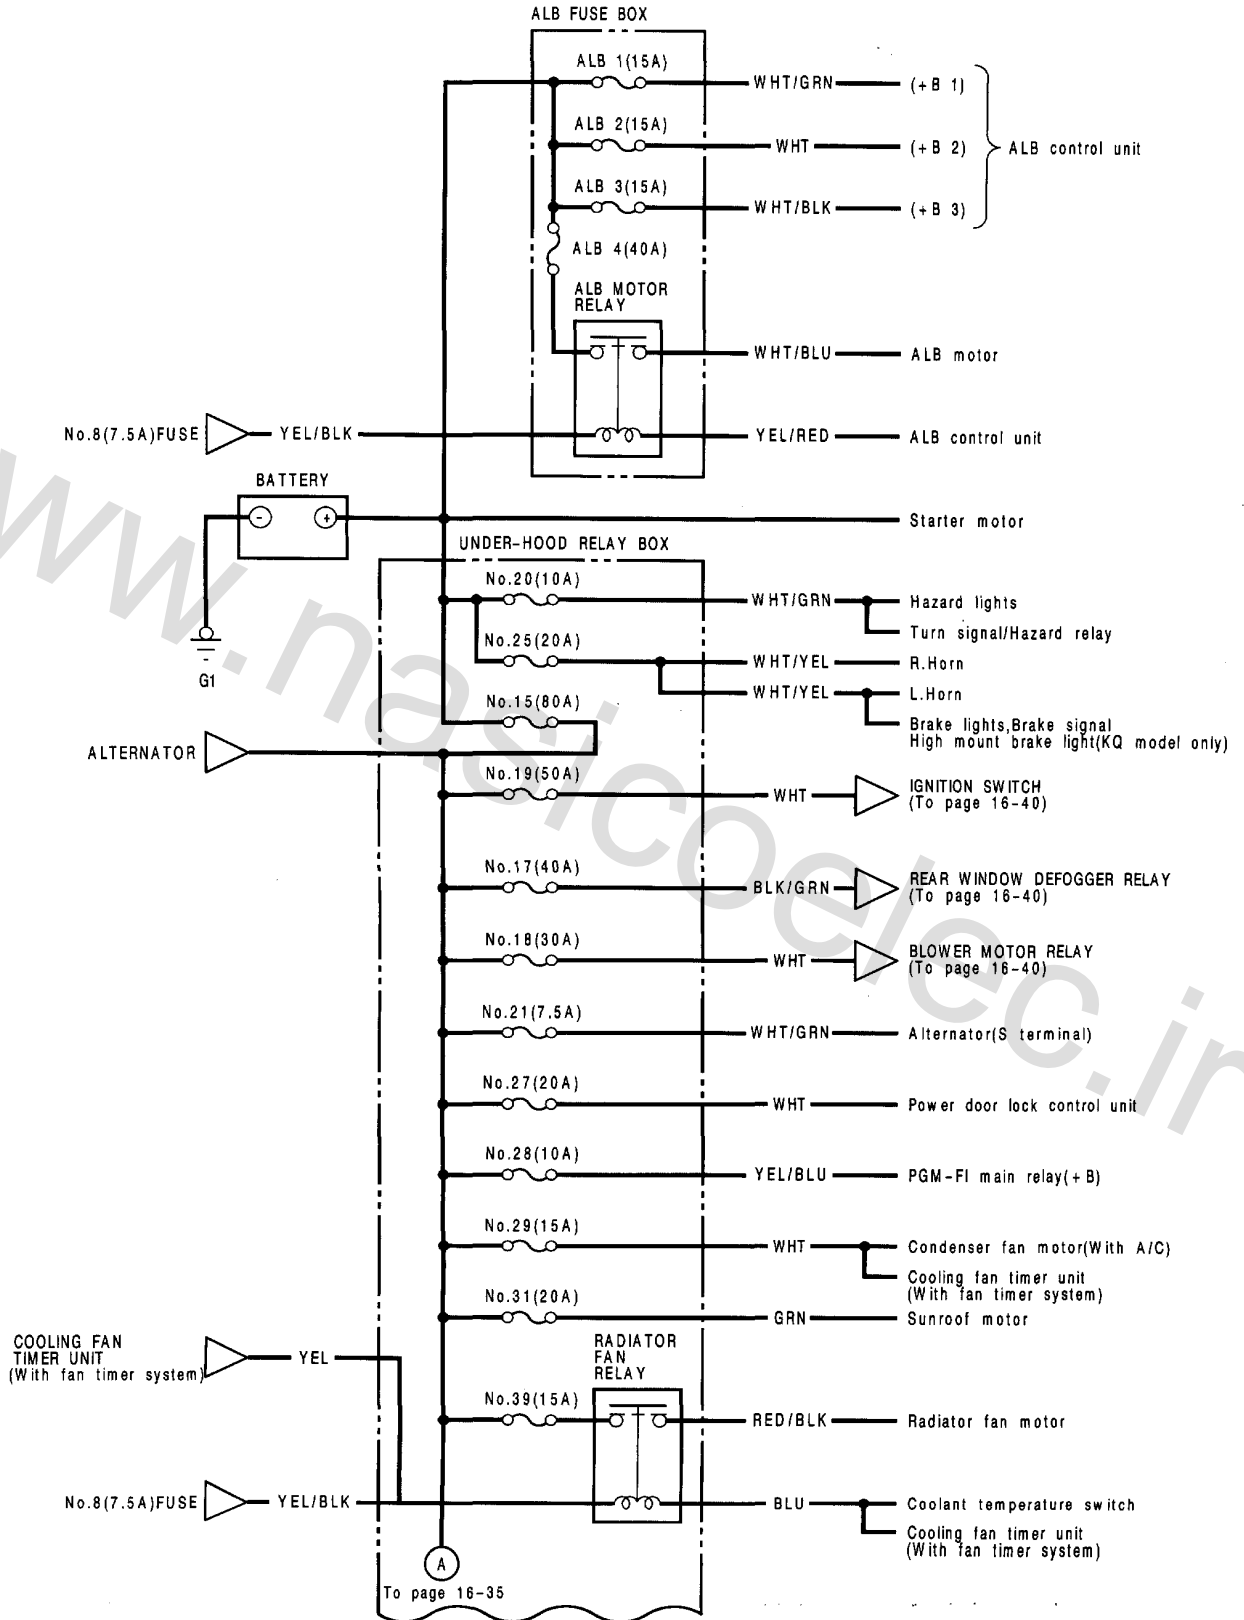 ALB FUSE BOX
ALB 1(15A)
WHT/GRN
(+B 1)
ALB 2(15A)
WHT
(+B 2)
ALB control unit
ALB 3(15A)
WHT/BLK
(+B 3)
ALB 4(40A)
ALB MOTOR
RELAY
WHT/BLU
ALB motor
No.8(7.5A)FUSE
YEL/BLK
YEL/RED
ALB control unit
BATTERY
-
+
Starter motor
G1
UNDER-HOOD RELAY BOX
No.20(10A)
WHT/GRN
Hazard lights
Turn signal/Hazard relay
No.25(20A)
WHT/YEL
R.Horn
WHT/YEL
L.Horn
No.15(80A)
Brake lights,Brake signal
High mount brake light(KQ model only)
ALTERNATOR
No.19(50A)
WHT
IGNITION SWITCH
(To page 16-40)
No.17(40A)
BLK/GRN
REAR WINDOW DEFOGGER RELAY
(To page 16-40)
No.18(30A)
WHT
BLOWER MOTOR RELAY
(To page 16-40)
No.21(7.5A)
WHT/GRN
Alternator(S terminal)
No.27(20A)
WHT
Power door lock control unit
No.28(10A)
YEL/BLU
PGM-FI main relay(+B)
No.29(15A)
WHT
Condenser fan motor(With A/C)
Cooling fan timer unit
(With fan timer system)
No.31(20A)
GRN
Sunroof motor
COOLING FAN
TIMER UNIT
(With fan timer system)
YEL
RADIATOR
FAN
RELAY
No.39(15A)
RED/BLK
Radiator fan motor
No.8(7.5A)FUSE
YEL/BLK
BLU
Coolant temperature switch
Cooling fan timer unit
(With fan timer system)
A
To page 16-35
www.nasicoelec.ir